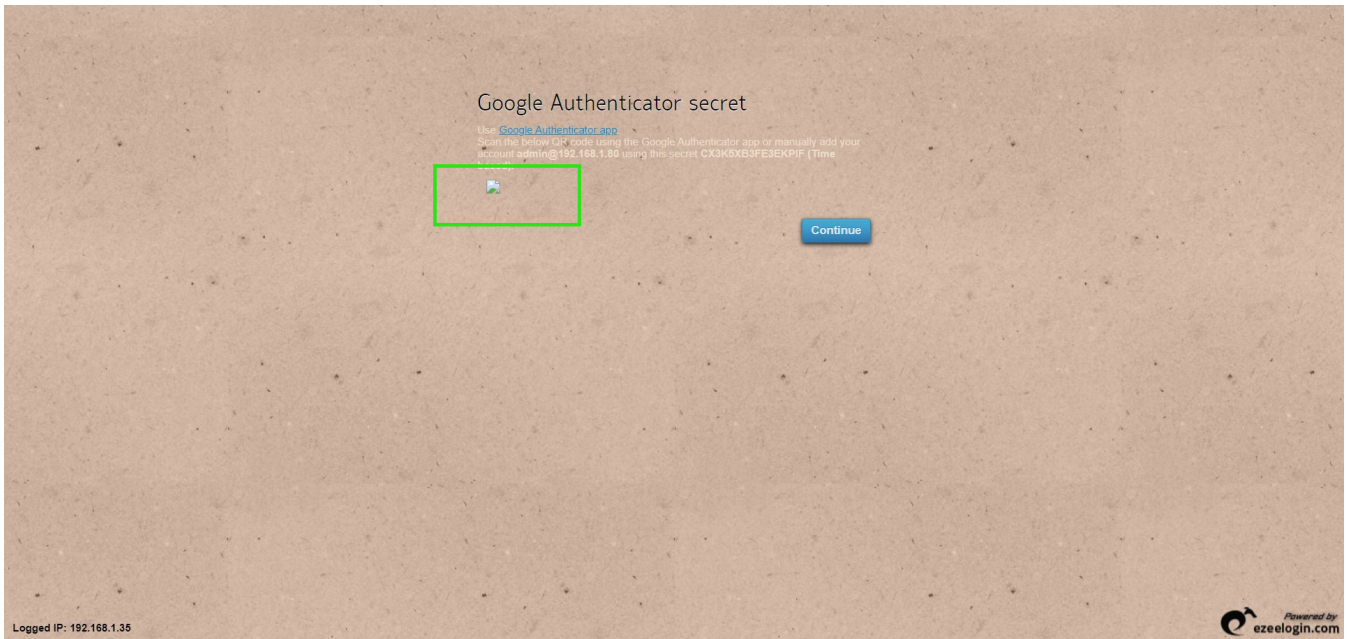 Google Authenticator secret
Use Google Authenticator app
Scan the below QR code using the Google Authenticator app or manually add your
account admin@192.168.1.80 using this secret CX3K5XB3FE3EKPIF (Time
based).
Continue
Logged IP: 192.168.1.35
Powered by
ezeelogin.com